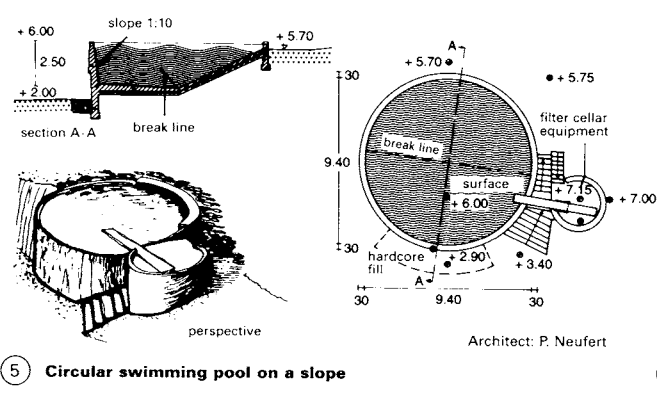 slope 1:10
+ 6.00
2.50
+ 2.00
+ 5.70
section A-A
break line
perspective
A
+ 5.70
+ 5.75
30
9.40
30
break line
surface
+ 6.00
filter cellar
equipment
+ 7.15
+ 7.00
hardcore
fill
+ 2.90
+ 3.40
A
30
9.40
30
Architect: P. Neufert
5 Circular swimming pool on a slope